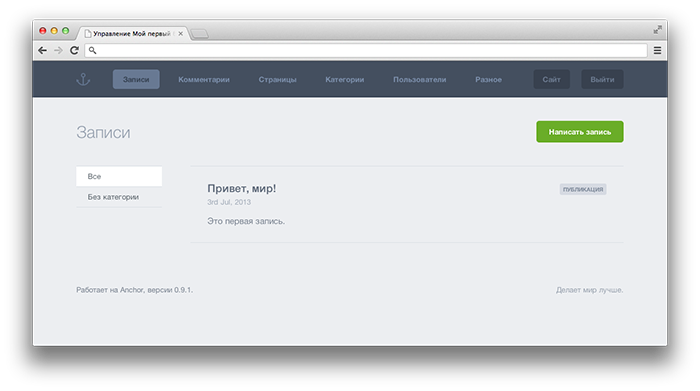 Управление Мой первый
Записи Комментарии Страницы Категории Пользователи Разное Сайт Выйти
Записи
Написать запись
Все
Без категории
Привет, мир!
ПУБЛИКАЦИЯ
3rd Jul, 2013
Это первая запись.
Работает на Anchor, версии 0.9.1.
Делает мир лучше.